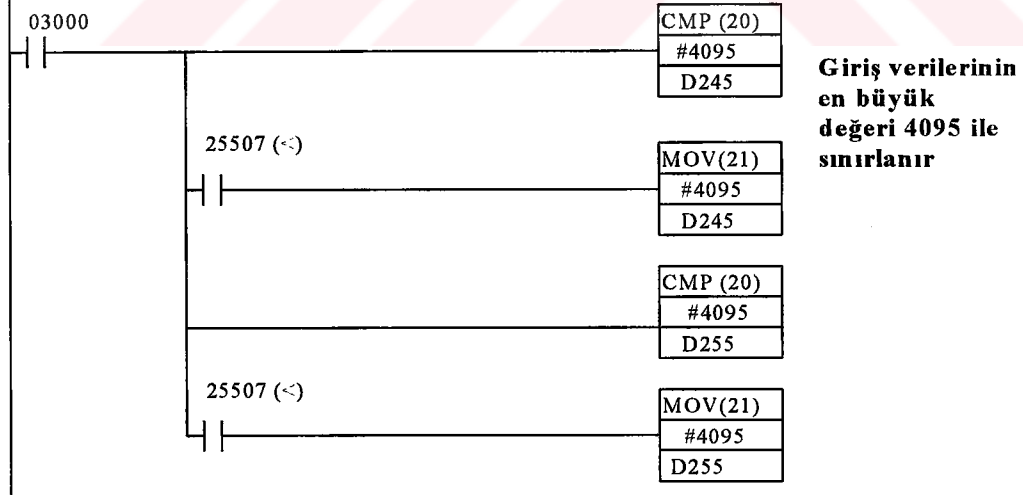 03000
CMP (20)
#4095
D245
Giriş verilerinin
en büyük
değeri 4095 ile
sınırlanır
25507 (<)
MOV(21)
#4095
D245
CMP (20)
#4095
D255
25507 (<)
MOV(21)
#4095
D255